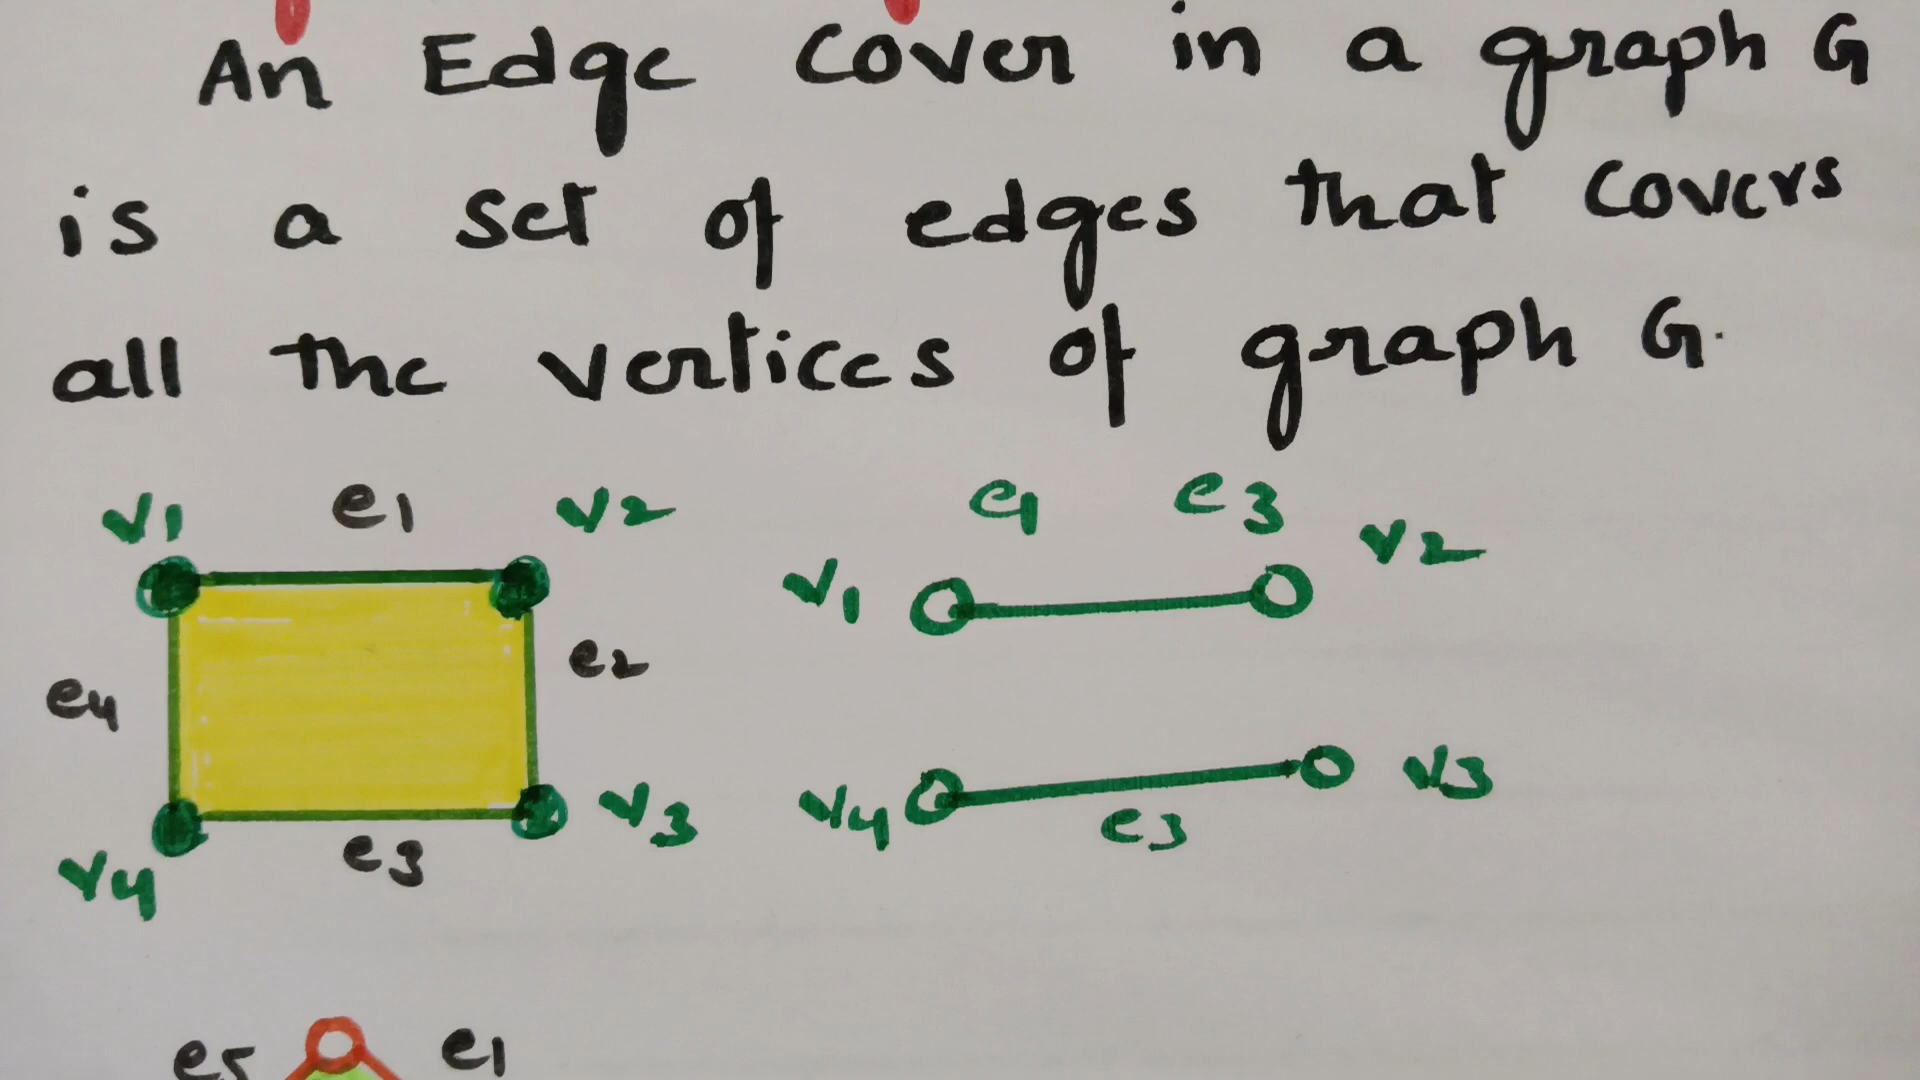 An Edge Cover in a graph G
is a set of edges that covers
all the vertices of graph G.
v1 e1 v2
e4 e2
v4 e3 v3
e1 e3
v1 v2
v4 e3 v3
e5 e1